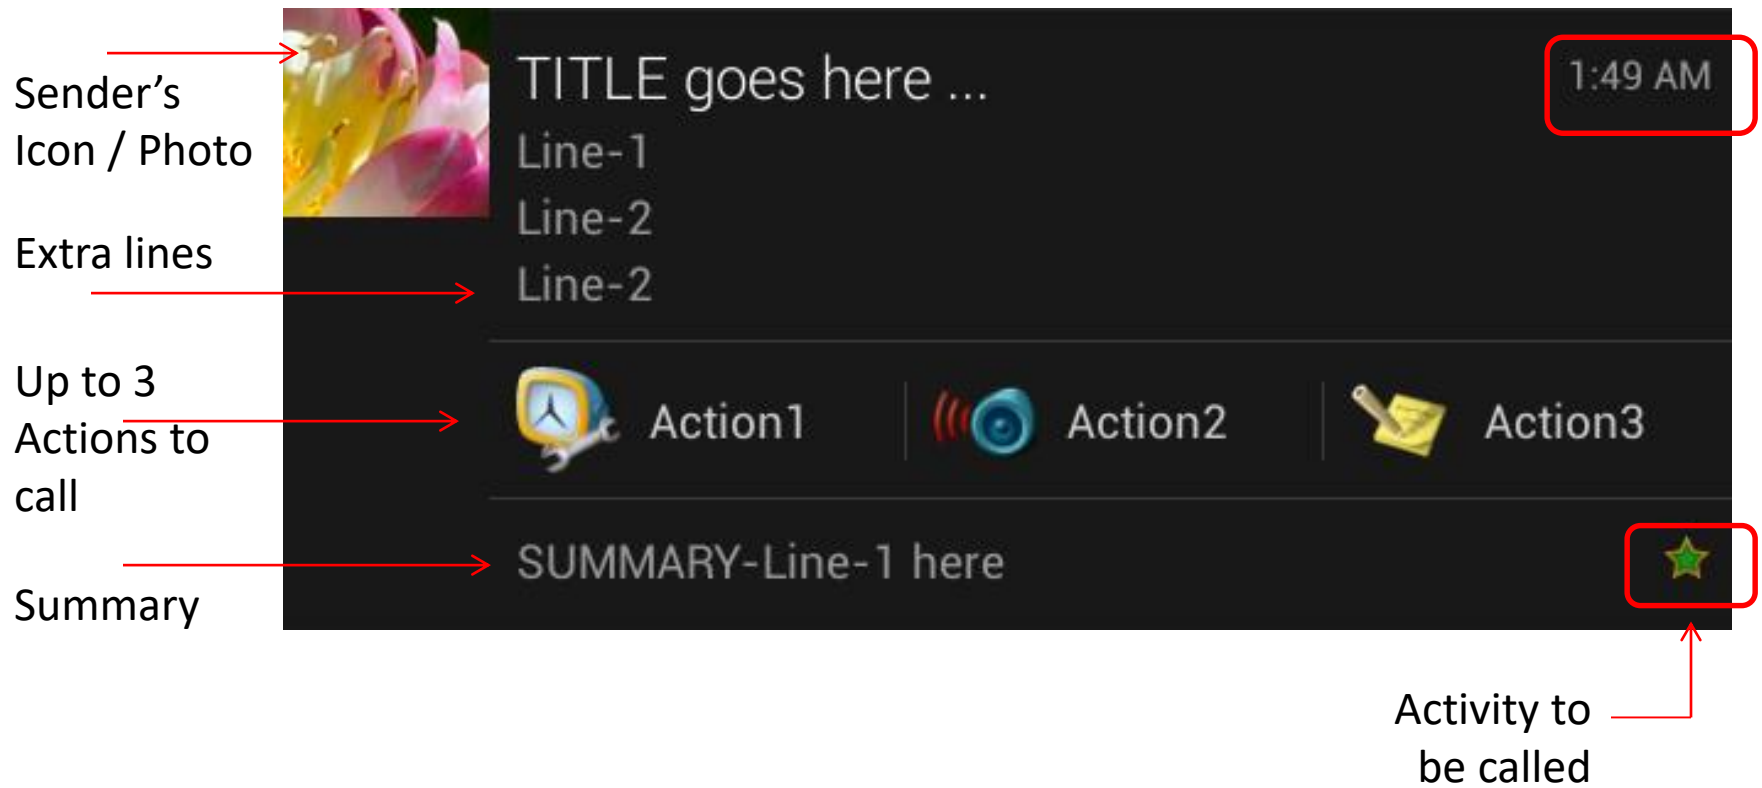 Sender’s
Icon / Photo
Extra lines
Up to 3
Actions to
call
Summary
TITLE goes here ...
1:49 AM
Line-1
Line-2
Line-2
Action1
Action2
Action3
SUMMARY-Line-1 here
Activity to
be called